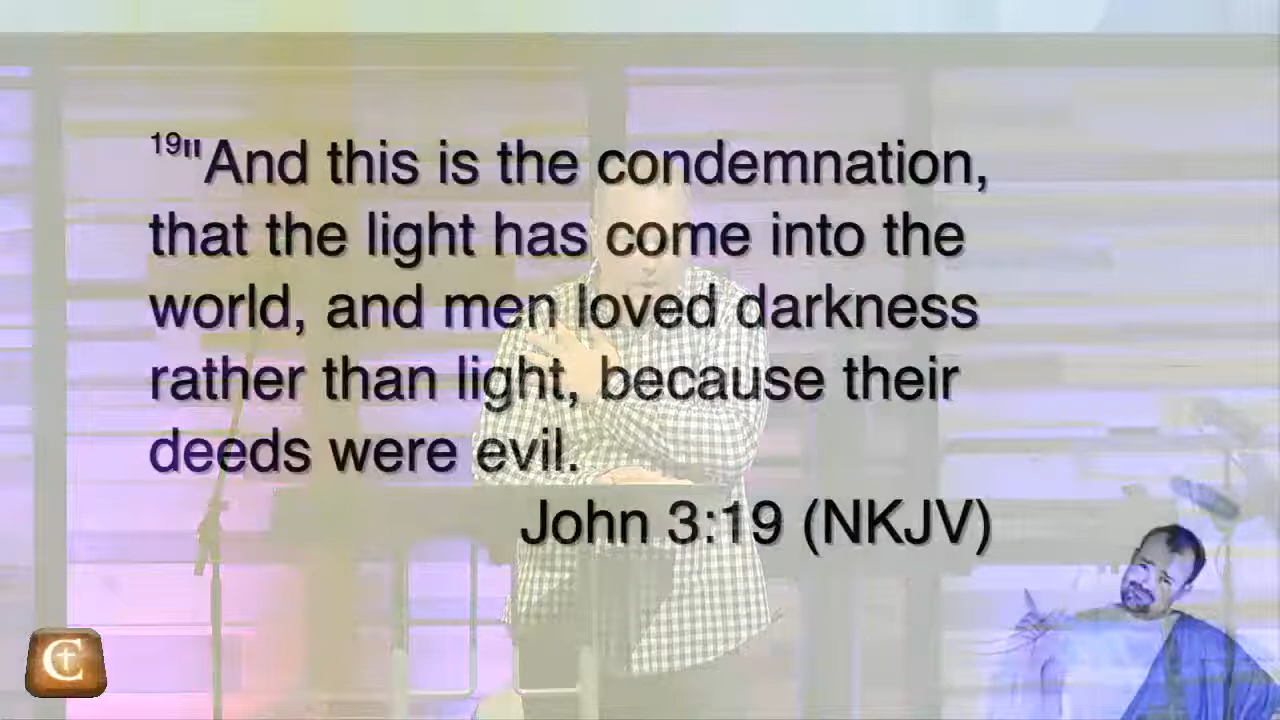 19"And this is the condemnation,
that the light has come into the
world, and men loved darkness
rather than light, because their
deeds were evil.
John 3:19 (NKJV)
C